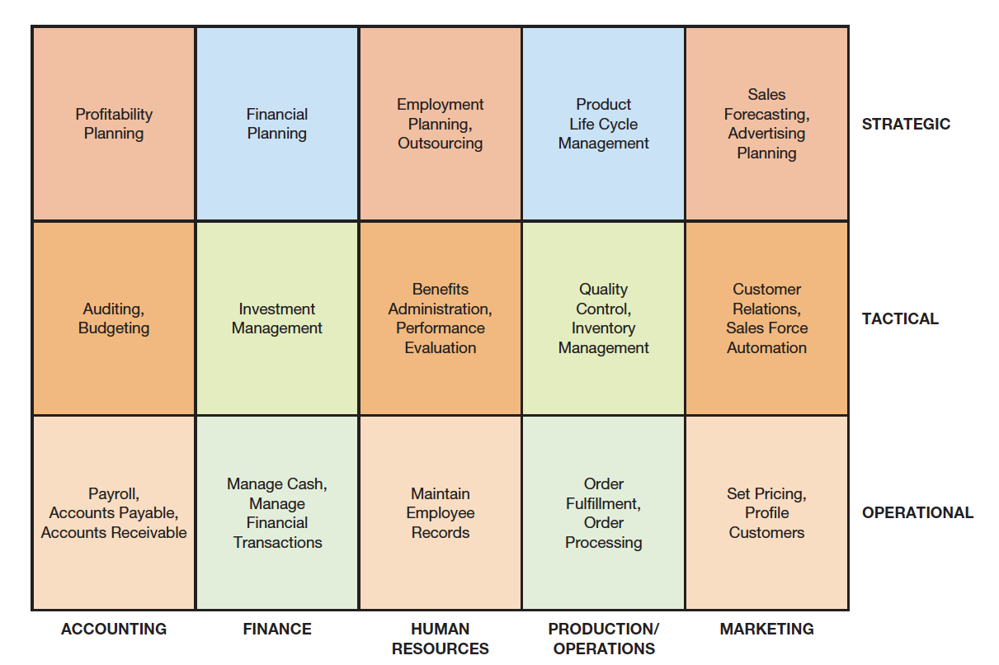 Profitability
Planning
Financial
Planning
Employment
Planning,
Outsourcing
Product
Life Cycle
Management
Sales
Forecasting,
Advertising
Planning
STRATEGIC
Auditing,
Budgeting
Investment
Management
Benefits
Administration,
Performance
Evaluation
Quality
Control,
Inventory
Management
Customer
Relations,
Sales Force
Automation
TACTICAL
Payroll,
Accounts Payable,
Accounts Receivable
Manage Cash,
Manage
Financial
Transactions
Maintain
Employee
Records
Order
Fulfillment,
Order
Processing
Set Pricing,
Profile
Customers
OPERATIONAL
ACCOUNTING
FINANCE
HUMAN
RESOURCES
PRODUCTION/
OPERATIONS
MARKETING